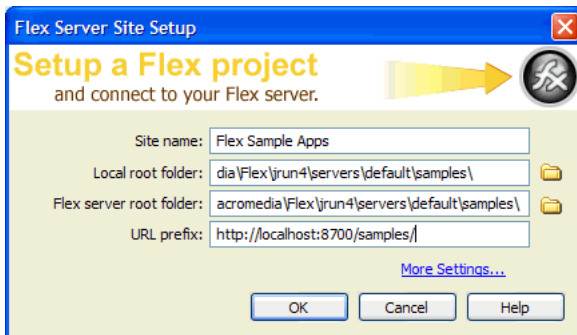 Flex Server Site Setup
Setup a Flex project
and connect to your Flex server.
Site name: Flex Sample Apps
Local root folder: dia\Flex\jrun4\servers\default\samples\
Flex server root folder: acromedia\Flex\jrun4\servers\default\samples\
URL prefix: http://localhost:8700/samples/
More Settings...
OK Cancel Help